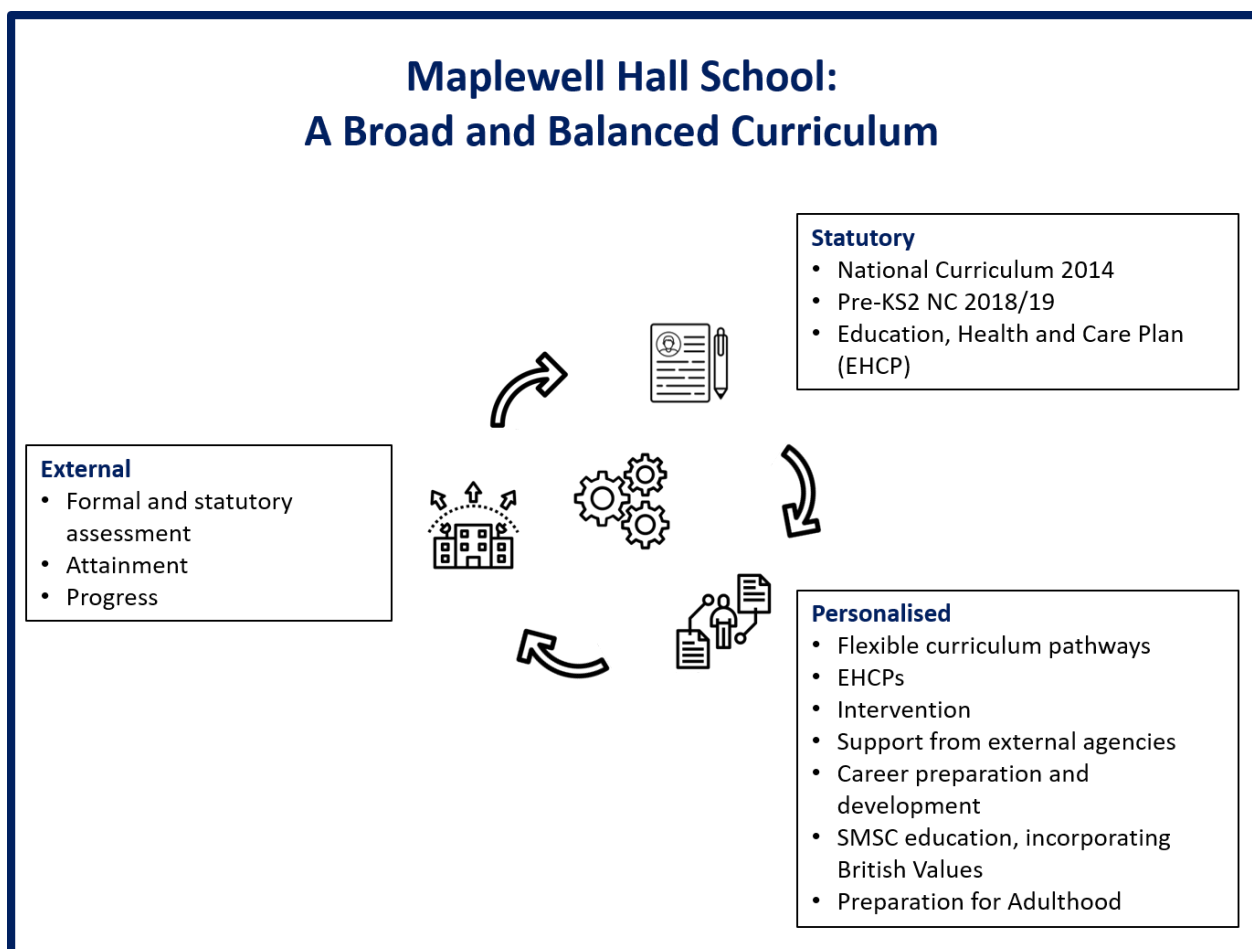 Maplewell Hall School:
A Broad and Balanced Curriculum
Statutory
• National Curriculum 2014
• Pre-KS2 NC 2018/19
• Education, Health and Care Plan
(EHCP)
External
• Formal and statutory
assessment
• Attainment
• Progress
Personalised
• Flexible curriculum pathways
• EHCPs
• Intervention
• Support from external agencies
• Career preparation and
development
• SMSC education, incorporating
British Values
• Preparation for Adulthood